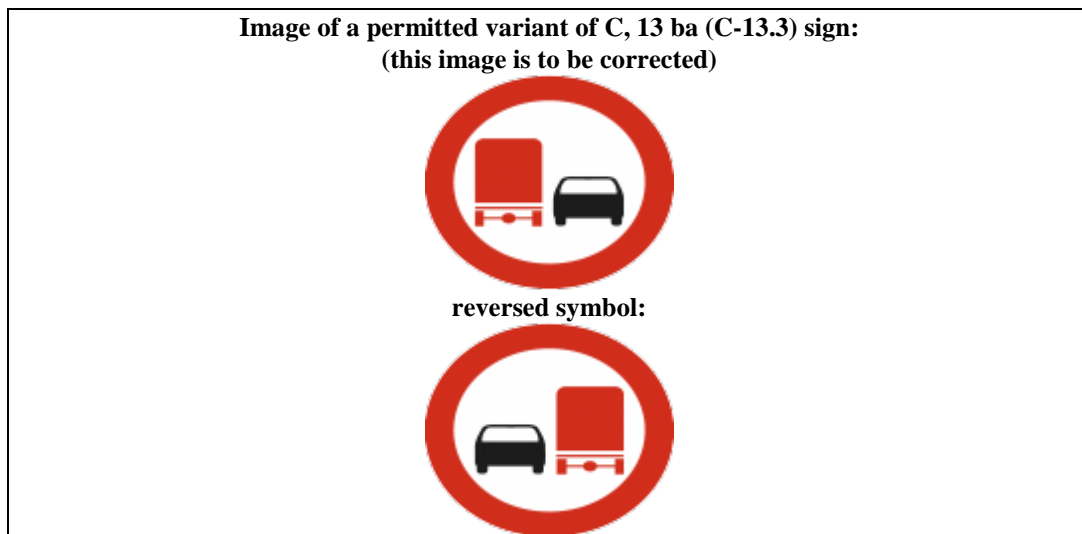 Image of a permitted variant of C, 13 ba (C-13.3) sign:
(this image is to be corrected)
reversed symbol: